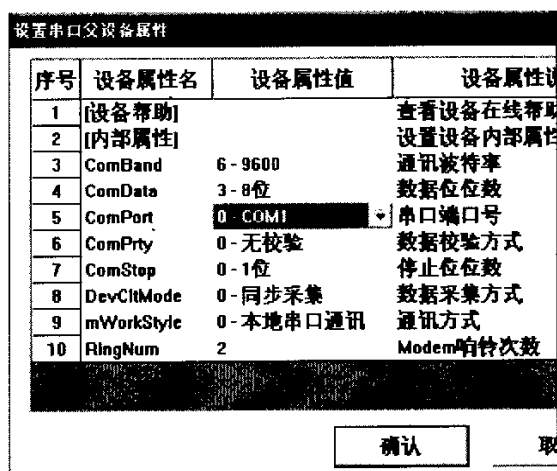 设置串口父设备属性
序号 设备属性名 设备属性值 设备属性
1 [设备帮助] 查看设备在线帮
2 [内部属性] 设置设备内部属性
3 ComBand 6 - 9600 通讯波特率
4 ComData 3 - 8位 数据位位数
5 ComPort 0 - COM1 串口端口号
6 ComPrty 0 - 无校验 数据校验方式
7 ComStop 0 - 1位 停止位位数
8 DevCltMode 0 - 同步采集 数据采集方式
9 mWorkStyle 0 - 本地串口通讯 通讯方式
10 RingNum 2 Modem响铃次数
确认 取